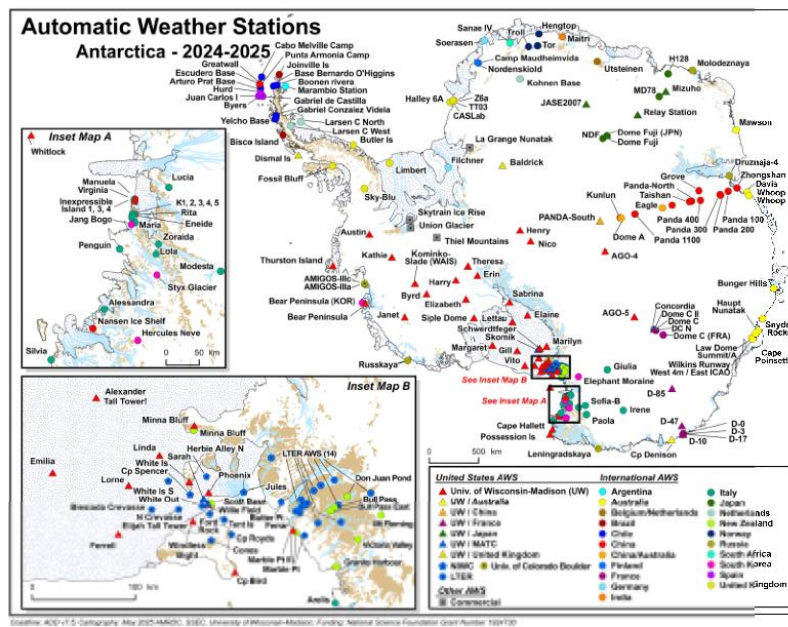 Automatic Weather Stations
Antarctica - 2024-2025
Cabo Melville Camp
Punta Armonia Camp
Joinville Is
Greatwall
Escudero Base
Arturo Prat Base
Hurd
Juan Carlos I
Byers
Base Bernardo O'Higgins
Boonen rivera
Marambio Station
Gabriel de Castilla
Gabriel Gonzalez Videla
Yelcho Base
Larsen C North
Larsen C West
Butler Is
Bisco Island
Dismal Is
Fossil Bluff
Limbert
Sky-Blu
Sanae IV
Soerasen
Troll
Hengtop
Maitri
Tor
Camp Maudheimvida
Nordenskiold
Kohnen Base
Utsteinen
H128
Molodeznaya
MD78
Mizuho
JASE2007
Relay Station
Halley 6A
Z6a
TT03
CASLab
NDF
Dome Fuji (JPN)
Dome Fuji
Mawson
La Grange Nunatak
Filchner
Baldrick
Druznaja-4
Zhongshan
Davis
Whoop
Whoop
Grove
Panda-North
Taishan
Eagle
Kunlun
PANDA-South
Dome A
Panda 400
Panda 300
Panda 1100
Panda 100
Panda 200
Skytrain Ice Rise
Union Glacier
Thiel Mountains
Henry
Nico
AGO-4
Austin
Kathie
Thurston Island
Kominko-
Slade (WAIS)
Theresa
Erin
Harry
Byrd
Elizabeth
AMIGOS-IIIc
AMIGOS-IIIa
Bear Peninsula (KOR)
Bear Peninsula
Janet
Siple Dome
Sabrina
Lettau
Elaine
Schwerdtfeger
Skomik
Marilyn
Margaret
Gill
Vito
Russkaya
See Inset Map B
See Inset Map A
Elephant Moraine
Giulia
Sofia-B
Irene
Paola
Cape Hallett
Possession Is
Leningradskaya
Cp Denison
AGO-5
Concordia
Dome C II
Dome C
DC N
Dome C (FRA)
Bunger Hills
Haupt
Nunatak
Law Dome
Summit/A
Wilkins Runway
West 4m / East ICAO
Cape
D-85
D-47
D-10
D-0
D-3
D-17
Inset Map A
Whitlock
Lucia
Manuela
Virginia
Inexpressible
Island 1, 3, 4
Jang Bogo
K1, 2, 3, 4, 5
Rita
Eneide
Maria
Zoraida
Lola
Penguin
Modesta
Styx Glacier
Alessandra
Nansen Ice Shelf
Hercules Neve
Silvia
0 50 km
Inset Map B
Alexander
Tall Tower!
Minna Bluff
Minna Bluff
Emilia
Linda
Sarah
Herbie Alley N
White Is
Cp Spencer
Lorne
White Is S
White Out
Phoenix
Jules
LTER AWS (14)
Don Juan Pond
Bull Pass
Bull Pass East
Scott Base
Willie Field
M Crevasse
Elijah Tall Tower
Ford
Rock
Tent Is
Ferrell
Windless
Bight
Cp Royds
Marble Pt
Cp Bird
Victoria Valley
Granite Harbour
Arelis
0 100 km
United States AWS
Univ. of Wisconsin-Madison (UW)
UW / Australia
UW / China
UW / France
UW / Japan
UW / MATC
UW / United Kingdom
NIWC
Univ. of Colorado Boulder
LTER
Other AWS
Commercial
International AWS
Argentina
Australia
Belgium/Netherlands
Brazil
Chile
China
China/Australia
Finland
France
Germany
India
Italy
Japan
Netherlands
New Zealand
Norway
Russia
South Africa
South Korea
Spain
United Kingdom